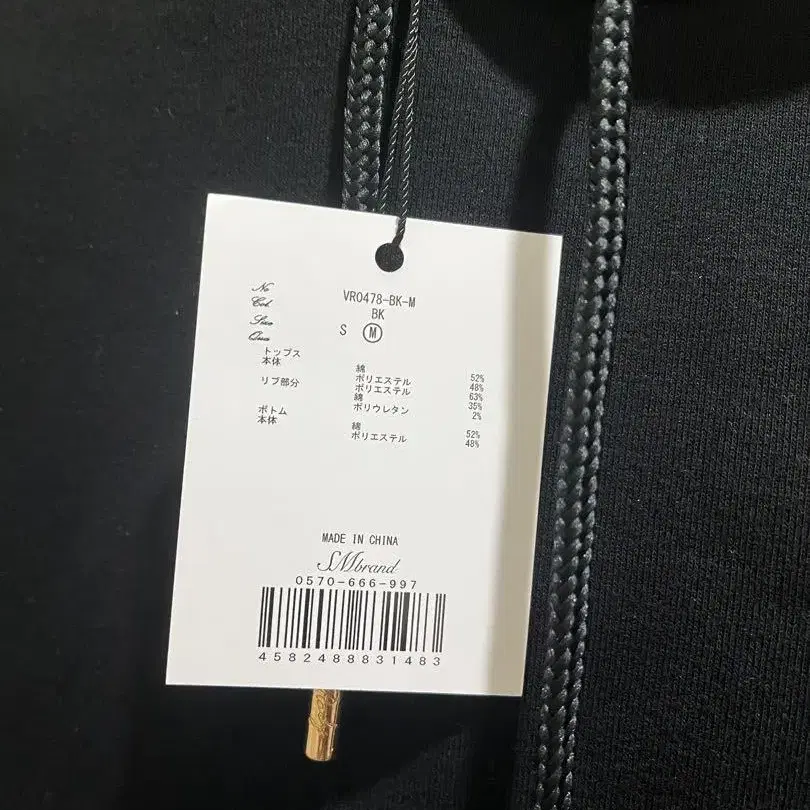 No VR0478-BK-M
Col. BK
Size S M
Qua
トップス
本体 綿 52%
ポリエステル 48%
リブ部分 ポリエステル 63%
綿 35%
ポリウレタン 2%
ボトム
本体 綿 52%
ポリエステル 48%
MADE IN CHINA
SMbrand
0570-666-997
4582488831483